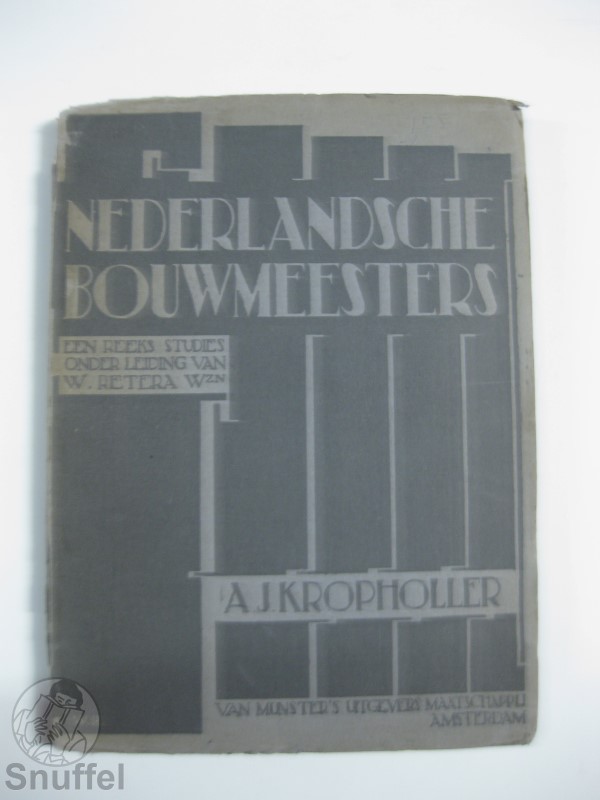 NEDERLANDSCHE
BOUWMEESTERS
EEN REEKS STUDIES
ONDER LEIDING VAN
W. RETERA WZN
A.J. KROPHOLLER
VAN MUNSTER'S UITGEVERS MAATSCHAPPIJ
AMSTERDAM
Snuffel